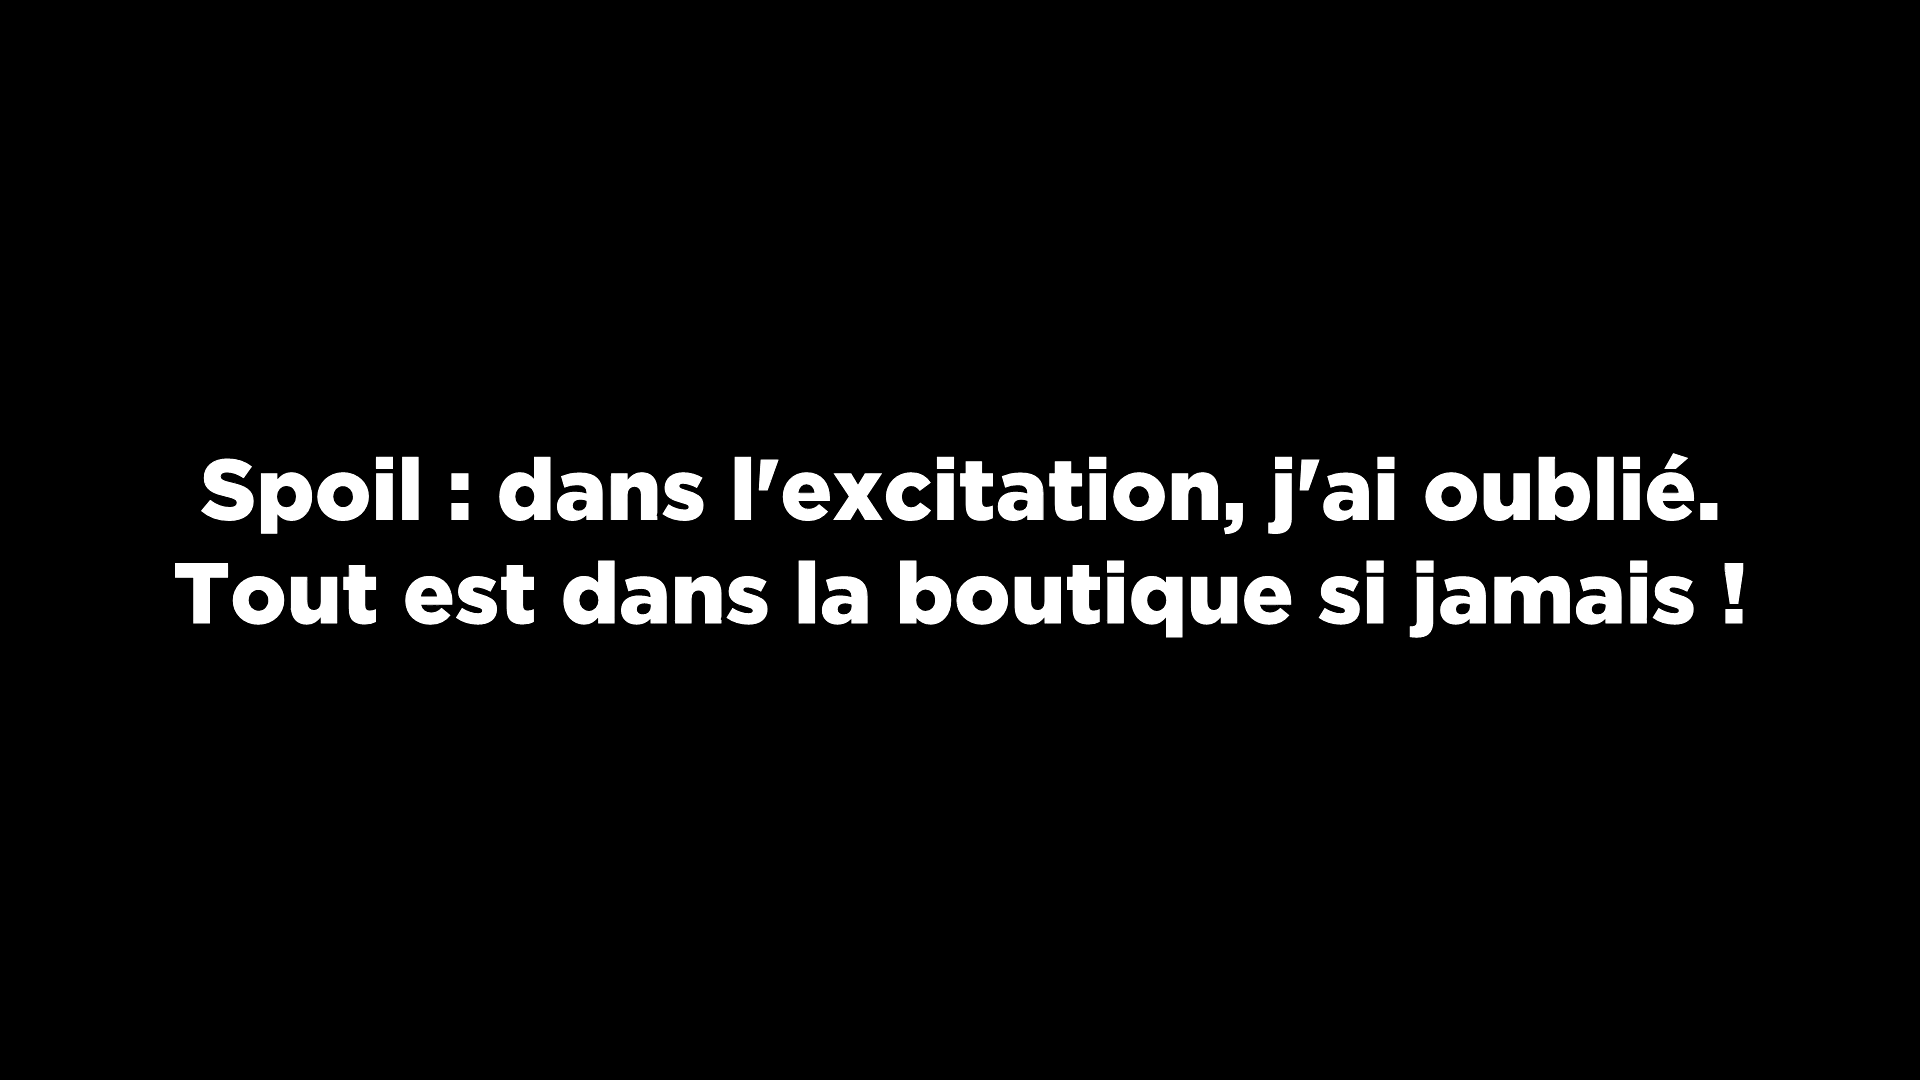 Spoil : dans l'excitation, j'ai oublié.
Tout est dans la boutique si jamais !